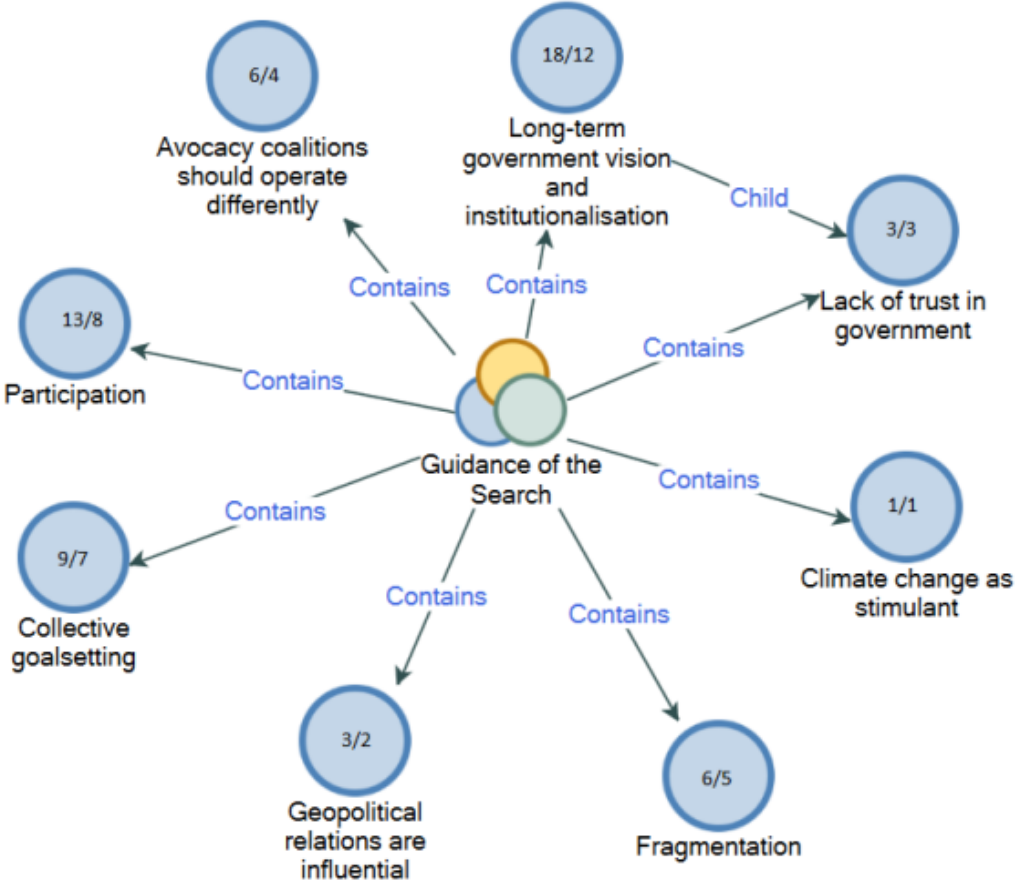 18/12
6/4
Long-term
government vision
and
institutionalisation
Avocacy coalitions
should operate
differently
Child
3/3
Lack of trust in
government
Contains
Contains
13/8
Participation
Contains
Contains
Guidance of the
Search
Contains
1/1
Climate change as
stimulant
Contains
9/7
Collective
goalsetting
Contains
Contains
3/2
Geopolitical
relations are
influential
6/5
Fragmentation